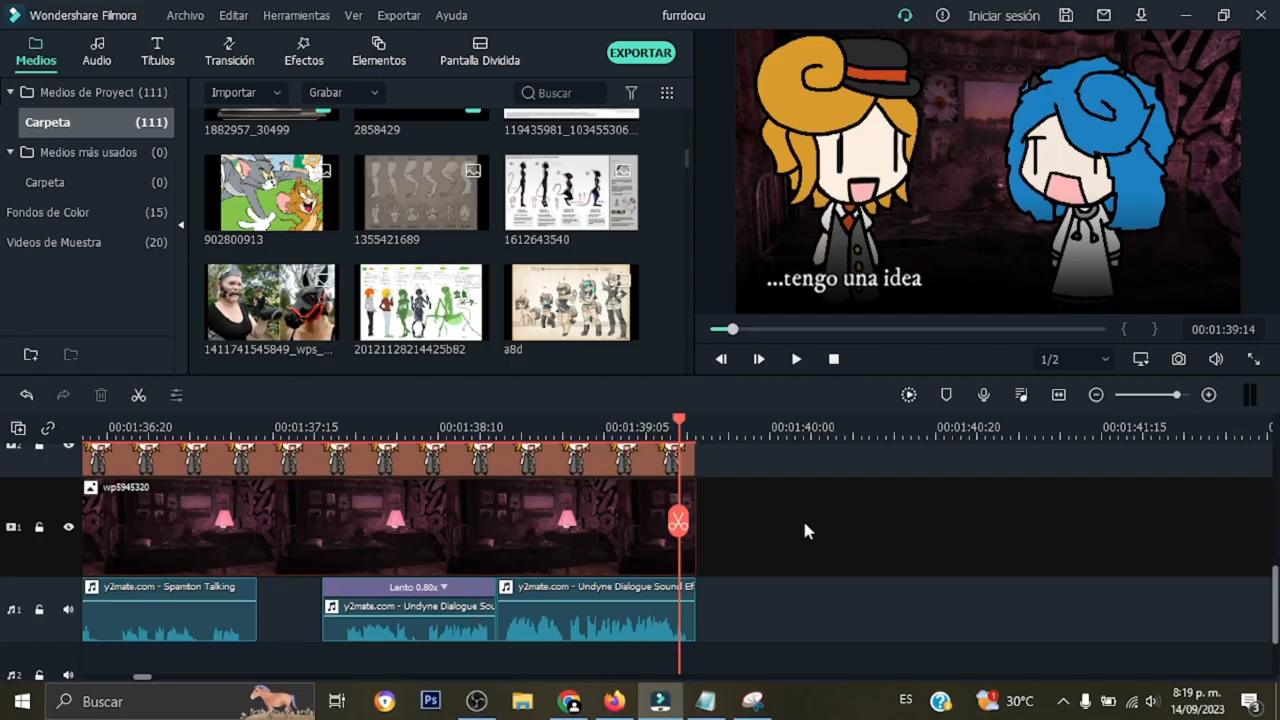 Wondershare Filmora
Archivo
Editar
Herramientas
Ver
Exportar
Ayuda
furrdocu
Iniciar sesión
Medios
Audio
Títulos
Transición
Efectos
Elementos
Pantalla Dividida
EXPORTAR
Medios de Proyect (111)
Carpeta (111)
Medios más usados (0)
Carpeta (0)
Fondos de Color (15)
Videos de Muestra (20)
Importar
Grabar
Buscar
1882957_30499
2858429
119435981_103455306...
902800913
1355421689
1612643540
1411741545849_wps_...
20121128214425b82
a8d
...tengo una idea
00:01:39:14
1/2
00:01:36:20
00:01:37:15
00:01:38:10
00:01:39:05
00:01:40:00
00:01:40:20
00:01:41:15
wp5945320
1
y2mate.com - Spamton Talking
Lento 0.80x
y2mate.com - Undyne Dialogue Sou
y2mate.com - Undyne Dialogue Sound Ef
1
2
Buscar
Ps
ES
1
30°C
8:19 p. m.
14/09/2023
3